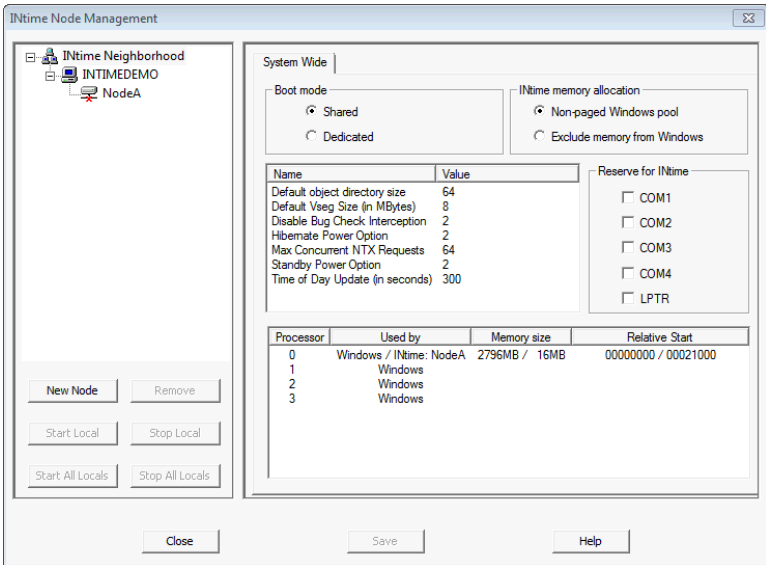 INtime Node Management
INtime Neighborhood
INTIMEDEMO
NodeA
New Node Remove
Start Local Stop Local
Start All Locals Stop All Locals
System Wide
Boot mode
Shared
Dedicated
INtime memory allocation
Non-paged Windows pool
Exclude memory from Windows
Name Value
Default object directory size 64
Default Vseg Size (in MBytes) 8
Disable Bug Check Interception 2
Hibernate Power Option 2
Max Concurrent NTX Requests 64
Standby Power Option 2
Time of Day Update (in seconds) 300
Reserve for INtime
COM1
COM2
COM3
COM4
LPTR
Processor Used by Memory size Relative Start
0 Windows / INtime: NodeA 2796MB / 16MB 00000000 / 00021000
1 Windows
2 Windows
3 Windows
Close Save Help